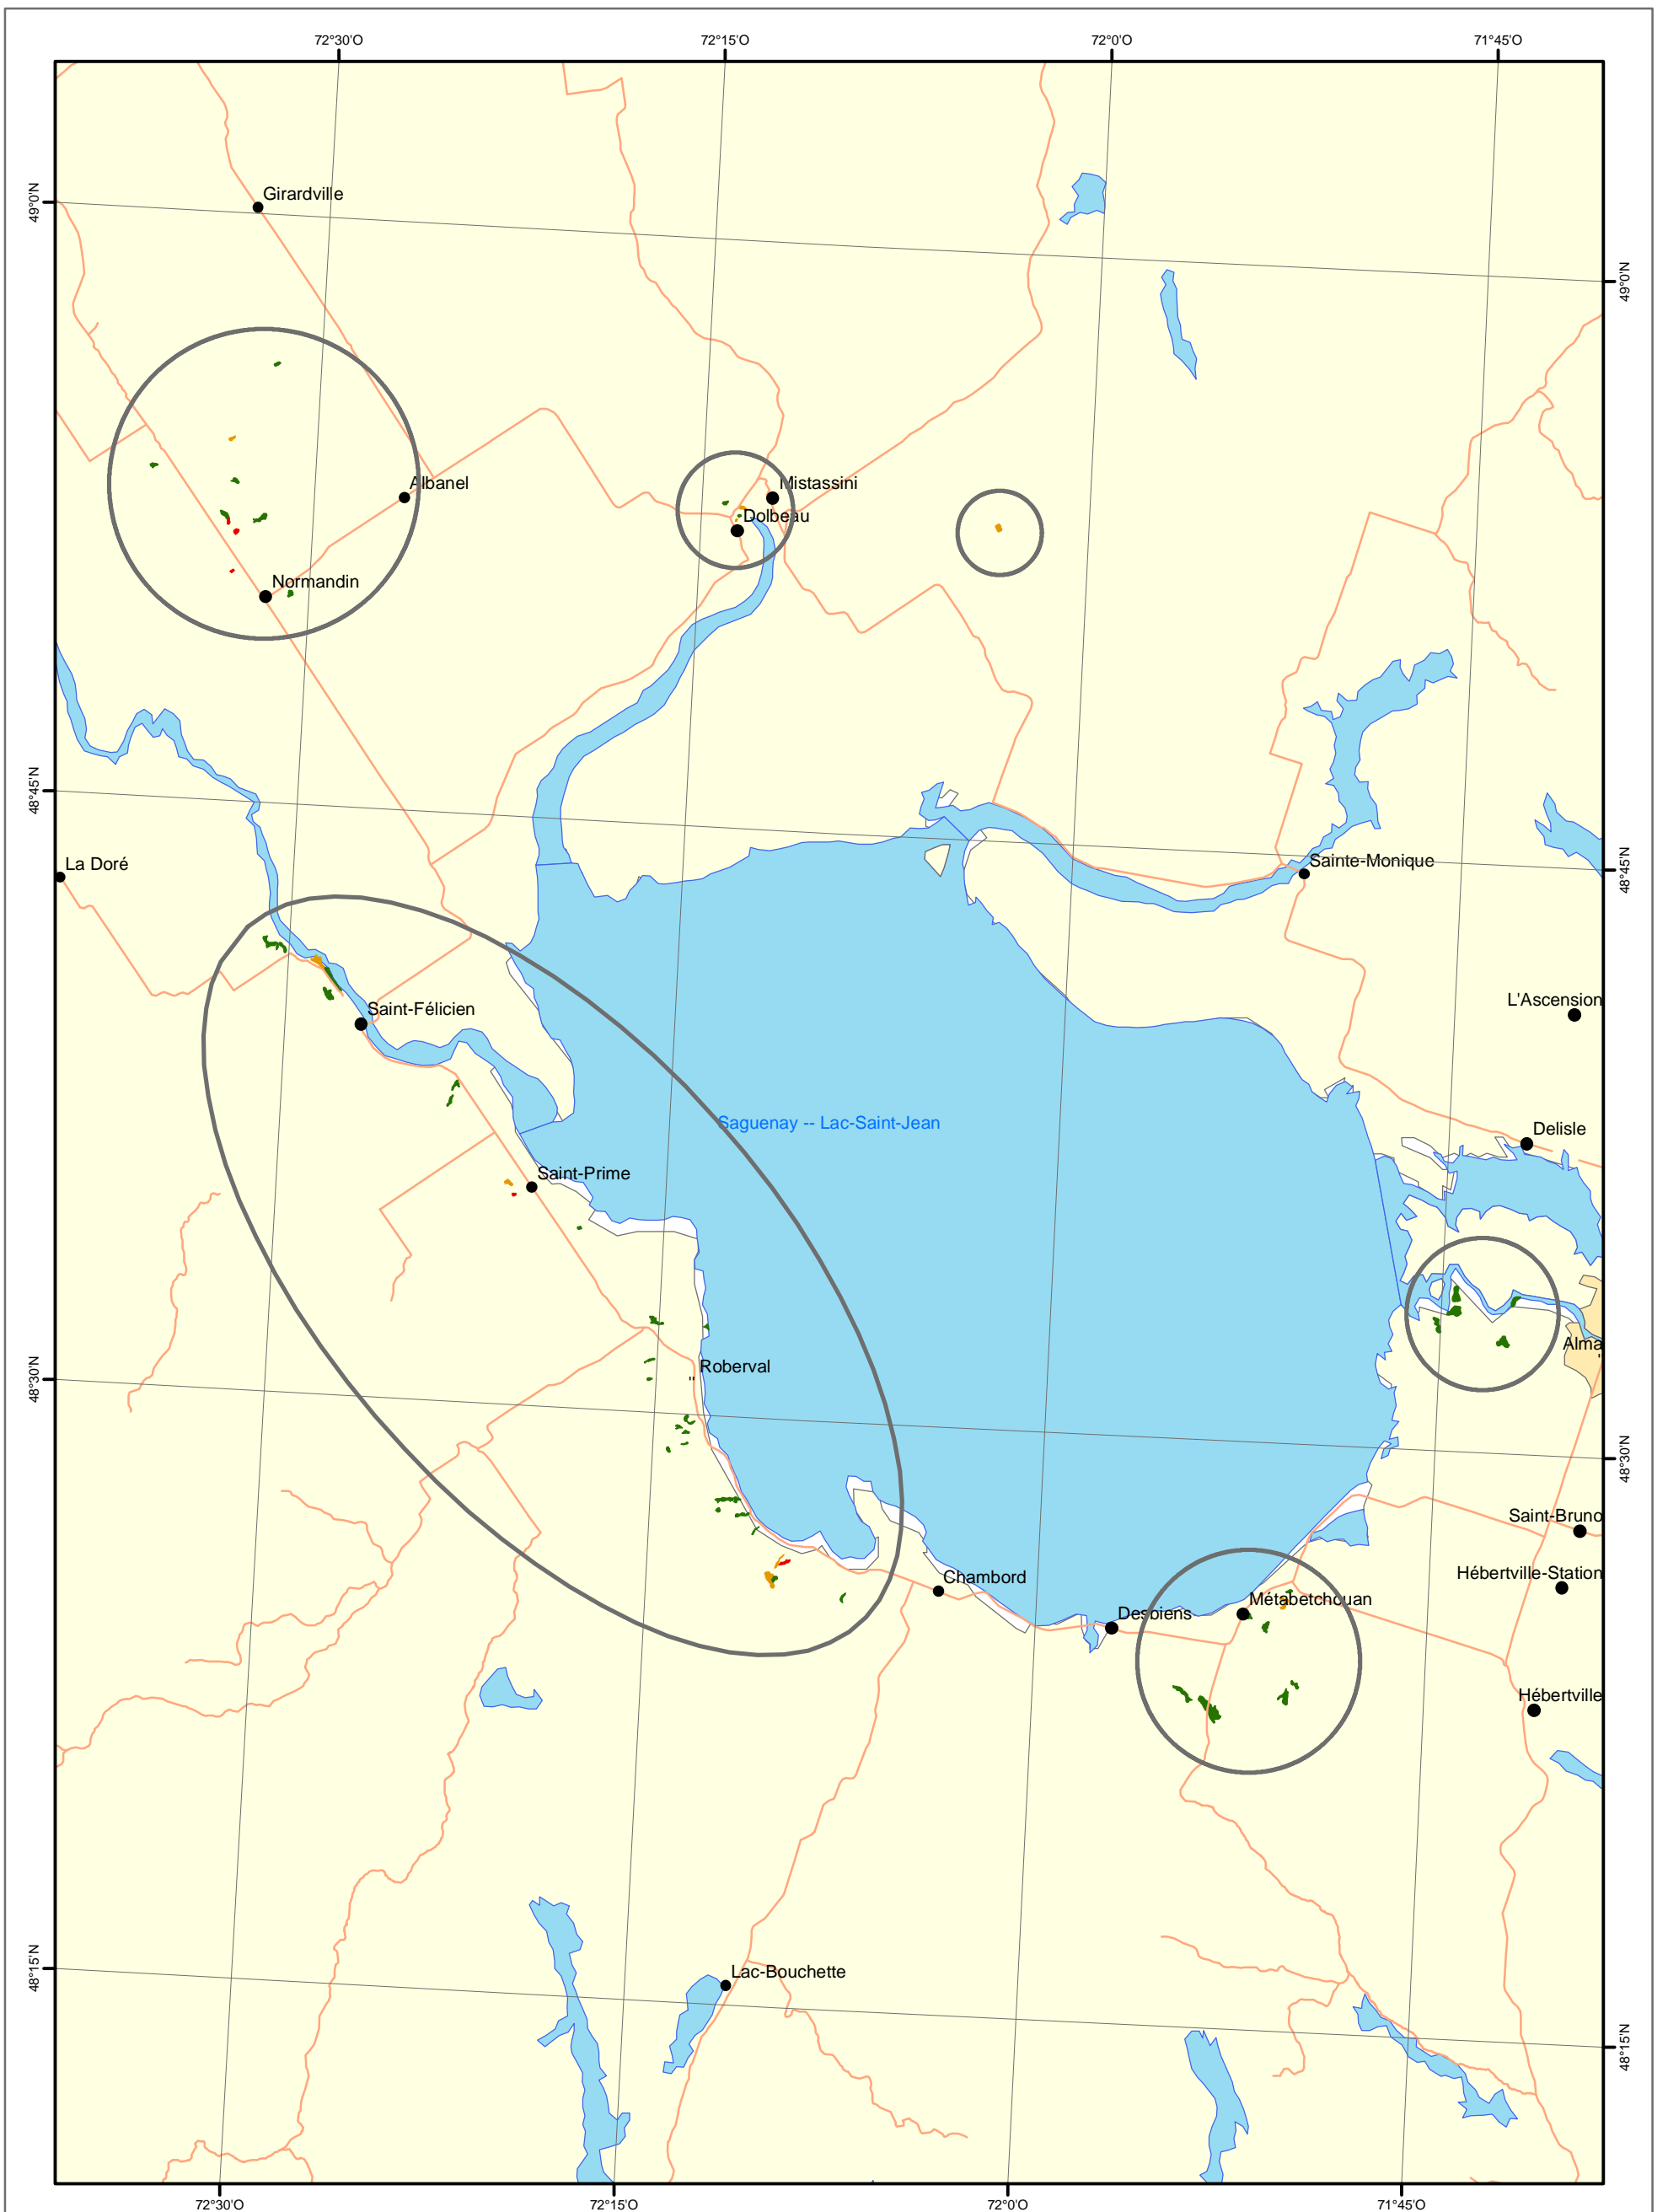 72°30'O
72°15'O
72°0'O
71°45'O
Girardville
49°0'N
49°0'N
Albanel
Mistassini
Dolbeau
Normandin
48°45'N
La Doré
Sainte-Monique
48°45'N
L'Ascension
Saint-Félicien
Saguenay -- Lac-Saint-Jean
Delisle
Saint-Prime
Alma
Roberval
48°30'N
48°30'N
Saint-Bruno
Hébertville-Station
Chambord
Métabetchouan
Desbiens
Hébertville
48°15'N
Lac-Bouchette
48°15'N
72°30'O
72°15'O
72°0'O
71°45'O